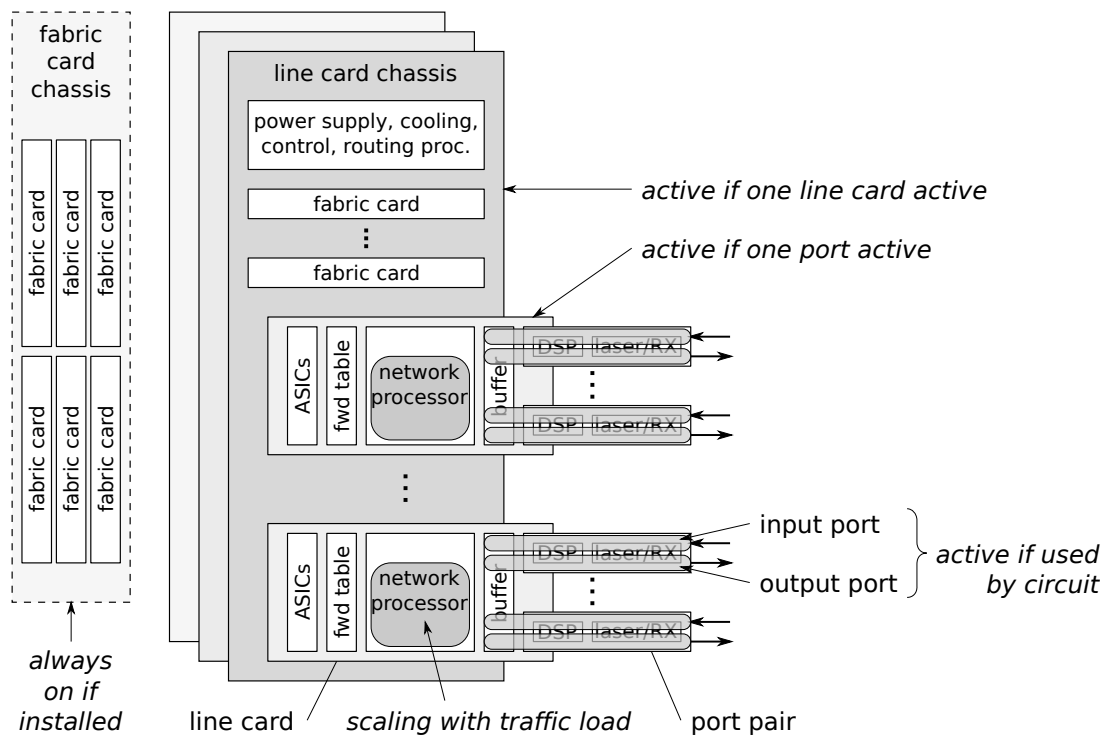 fabric
card
chassis
fabric card
fabric card
fabric card
fabric card
fabric card
fabric card
always
on if
installed
line card chassis
power supply, cooling,
control, routing proc.
fabric card
fabric card
active if one line card active
active if one port active
ASICs
fwd table
network
processor
buffer
DSP
laser/RX
DSP
laser/RX
ASICs
fwd table
network
processor
buffer
DSP
laser/RX
DSP
laser/RX
input port
output port
active if used
by circuit
line card
scaling with traffic load
port pair